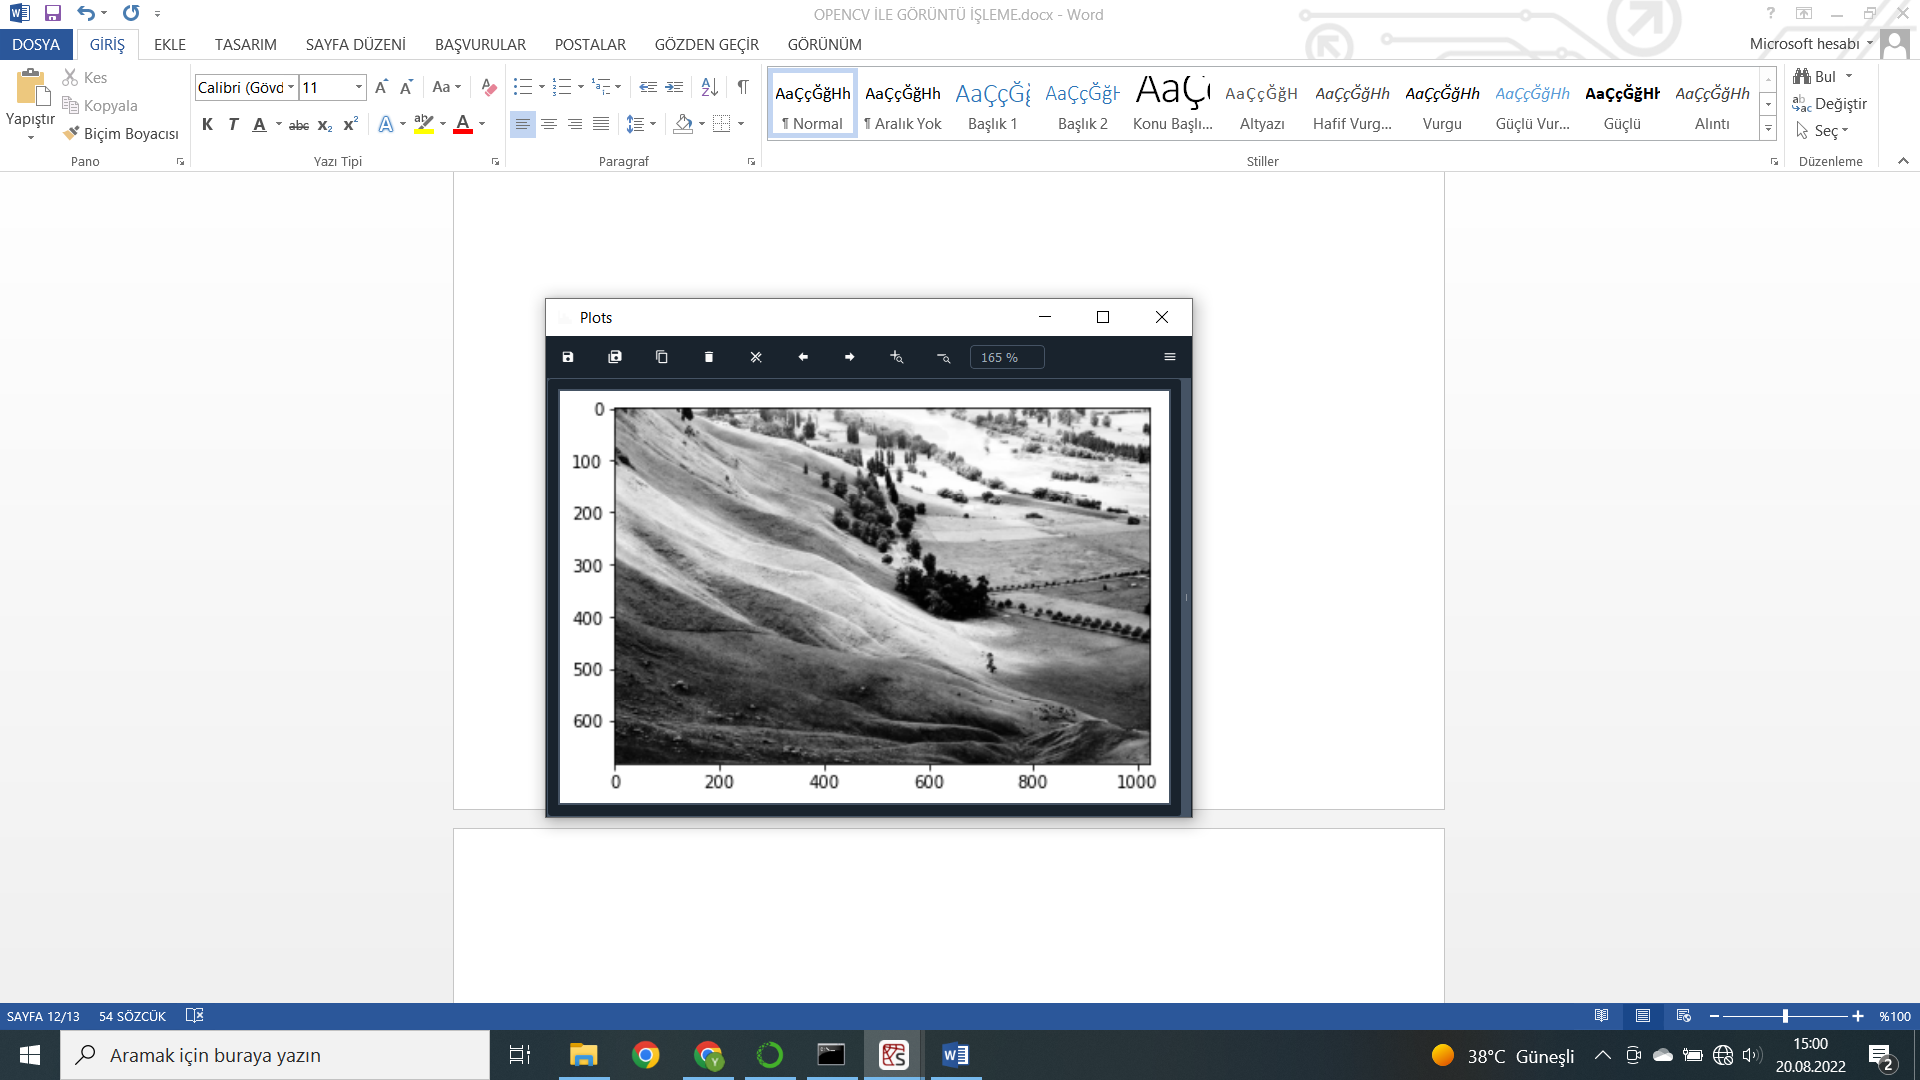 OPENCV İLE GÖRÜNTÜ İŞLEME.docx - Word
DOSYA GİRİŞ EKLE TASARIM SAYFA DÜZENİ BAŞVURULAR POSTALAR GÖZDEN GEÇİR GÖRÜNÜM Microsoft hesabı
Yapıştır
Kes
Kopyala
Biçim Boyacısı
Pano
Calibri (Gövd 11
Yazı Tipi
Paragraf
AaÇçĞğHh AaÇçĞğHh AaÇçĞğ AaÇçĞğH AaÇç AaÇçĞğH AaÇçĞğHh AaÇçĞğHh AaÇçĞğHh AaÇçĞğHh AaÇçĞğHh
¶ Normal ¶ Aralık Yok Başlık 1 Başlık 2 Konu Başlı... Altyazı Hafif Vurg... Vurgu Güçlü Vur... Güçlü Alıntı
Stiller
Bul
Değiştir
Seç
Düzenleme
Plots
165 %
0
100
200
300
400
500
600
0 200 400 600 800 1000
SAYFA 12/13 54 SÖZCÜK %100
Aramak için buraya yazın
38°C Güneşli
15:00
20.08.2022
2